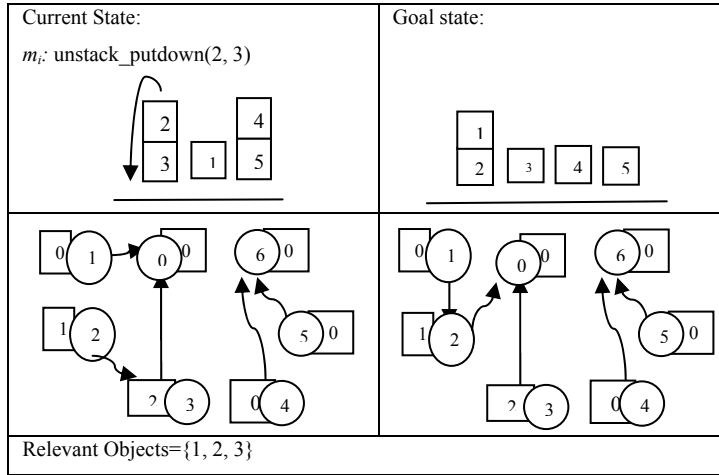 Current State:
m_i: unstack_putdown(2, 3)
2 4
3 1 5
Goal state:
1
2 3 4 5
0 1 0 0 6 0
1 2 5 0
2 3 0 4
0 1 0 0 6 0
1 2 5 0
2 3 0 4
Relevant Objects={1, 2, 3}